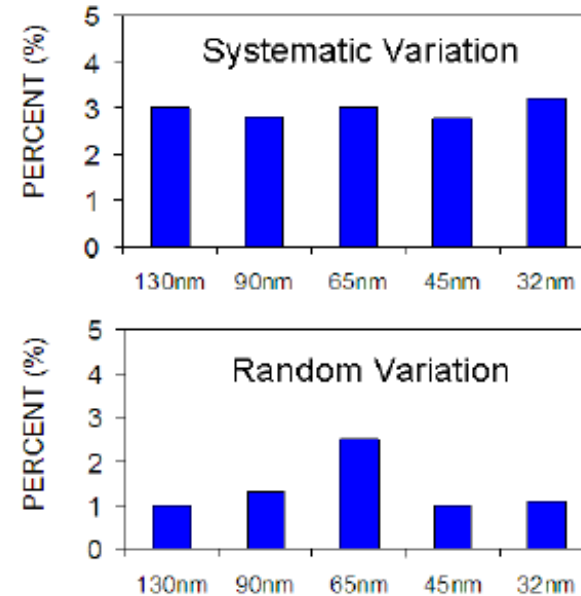 Systematic Variation
PERCENT (%)
5
4
3
2
1
0
130nm 90nm 65nm 45nm 32nm
Random Variation
PERCENT (%)
5
4
3
2
1
0
130nm 90nm 65nm 45nm 32nm